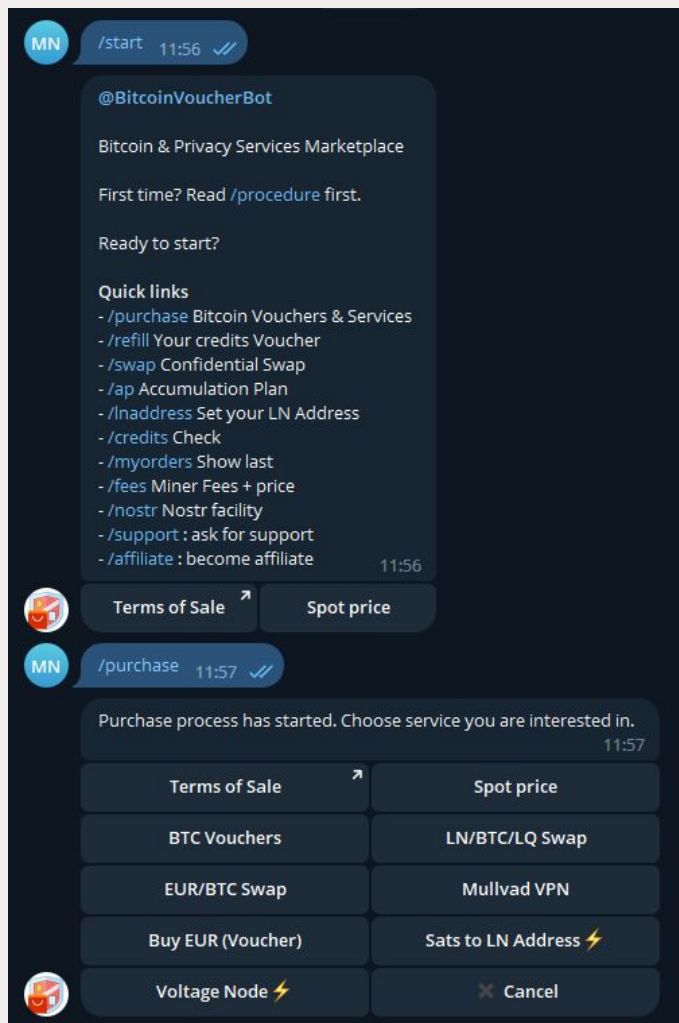 MN
/start 11:56
@BitcoinVoucherBot
Bitcoin & Privacy Services Marketplace
First time? Read /procedure first.
Ready to start?
Quick links
- /purchase Bitcoin Vouchers & Services
- /refill Your credits Voucher
- /swap Confidential Swap
- /ap Accumulation Plan
- /lnaddress Set your LN Address
- /credits Check
- /myorders Show last
- /fees Miner Fees + price
- /nostr Nostr facility
- /support : ask for support
- /affiliate : become affiliate 11:56
Terms of Sale Spot price
MN
/purchase 11:57
Purchase process has started. Choose service you are interested in.
11:57
Terms of Sale Spot price
BTC Vouchers LN/BTC/LQ Swap
EUR/BTC Swap Mullvad VPN
Buy EUR (Voucher) Sats to LN Address⚡
Voltage Node⚡ ✖ Cancel